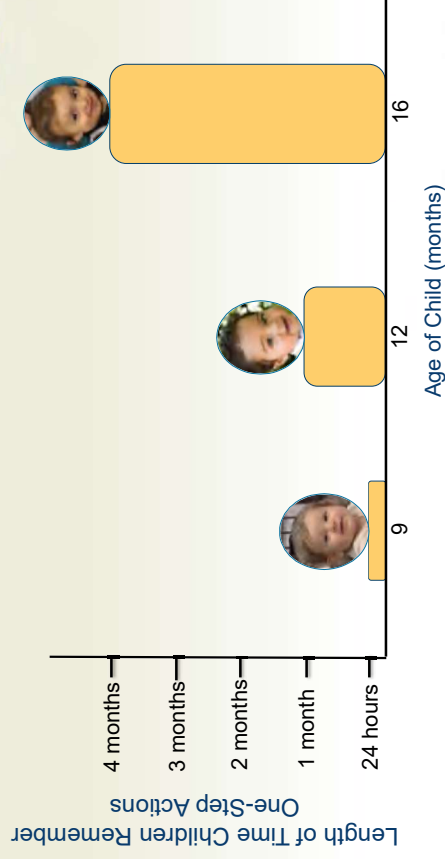 Length of Time Children Remember
One-Step Actions
4 months
3 months
2 months
1 month
24 hours
9
12
16
Age of Child (months)